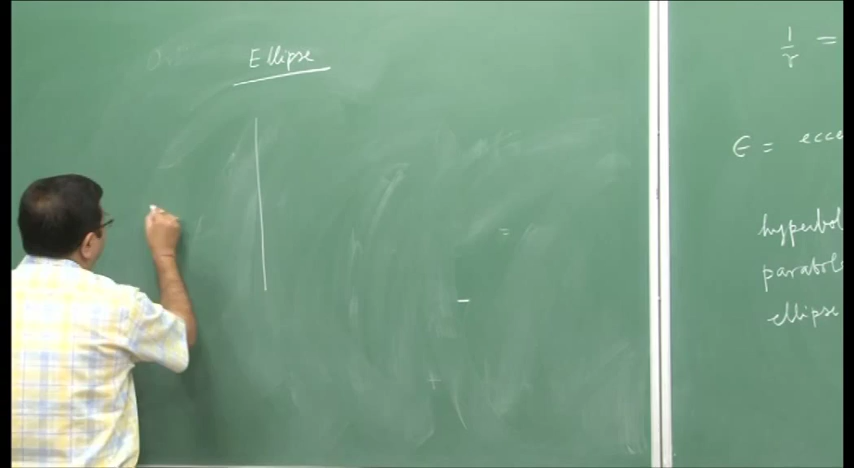 Ellipse
1/r =
ϵ = ecce
hyperbol
parabol
ellipse